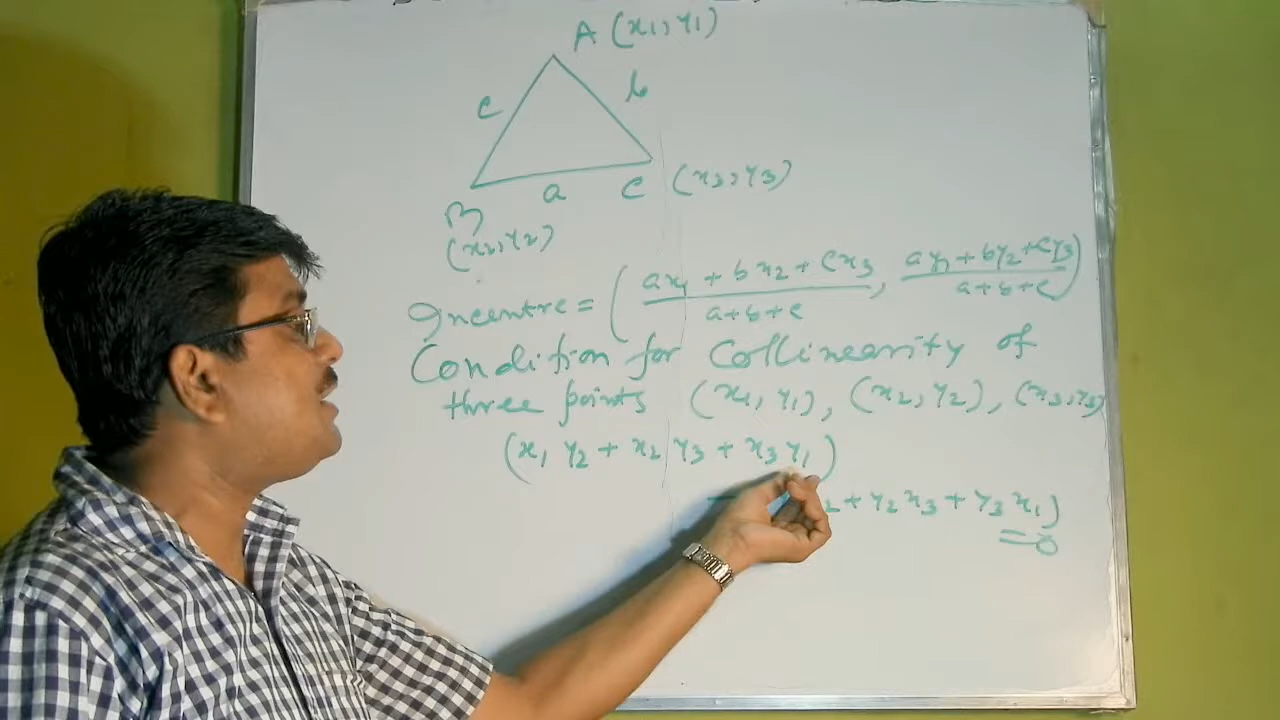 A (x₁, y₁)
c
b
a
C (x₃, y₃)
B
(x₂, y₂)
Incentre = ( ax₁ + bx₂ + cx₃ / a+b+c , ay₁ + by₂ + cy₃ / a+b+c )
Condition for Collinearity of
three points (x₁, y₁), (x₂, y₂), (x₃, y₃)
(x₁ y₂ + x₂ y₃ + x₃ y₁)
₂ + y₂ x₃ + y₃ x₁)
= 0